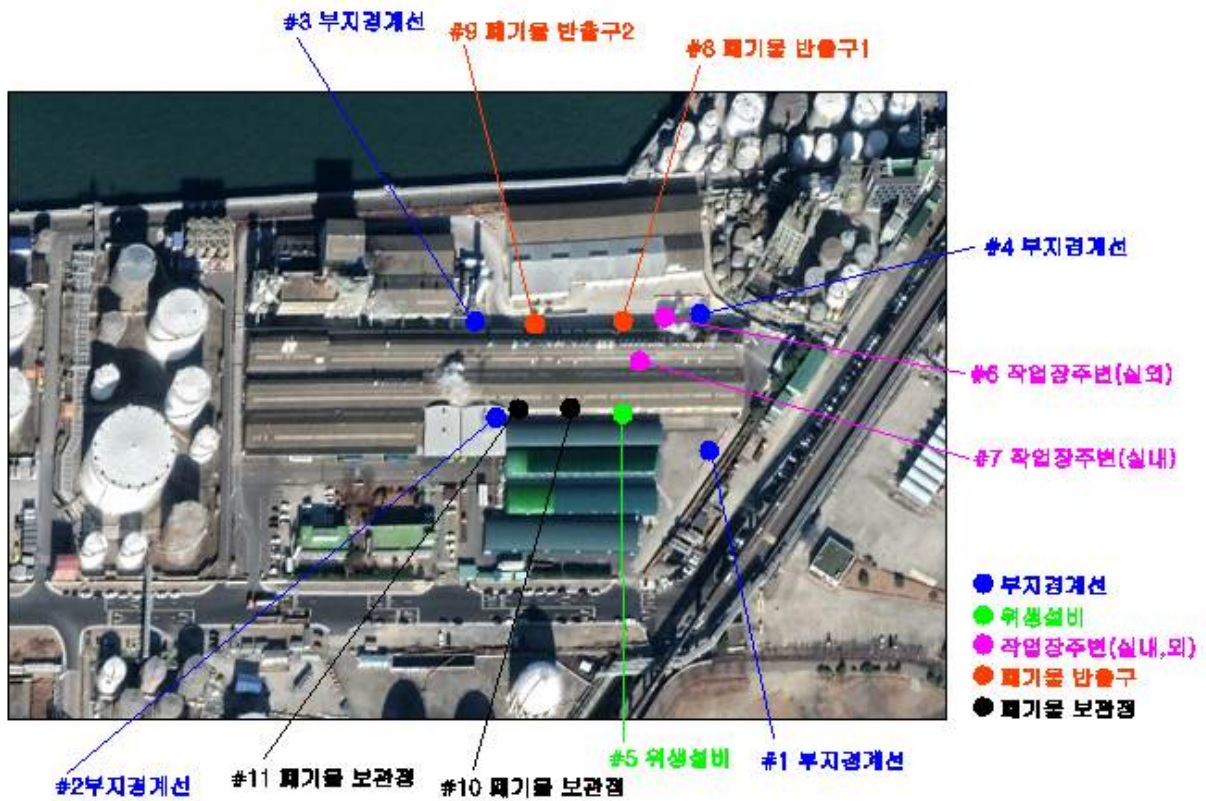 #3 부지경계선
#9 폐기물 반출구2
#8 폐기물 반출구1
#4 부지경계선
#6 작업장주변(실외)
#7 작업장주변(실내)
부지경계선
위생설비
작업장주변(실내,외)
폐기물 반출구
폐기물 보관장
#2부지경계선
#11 폐기물 보관장
#10 폐기물 보관장
#5 위생설비
#1 부지경계선